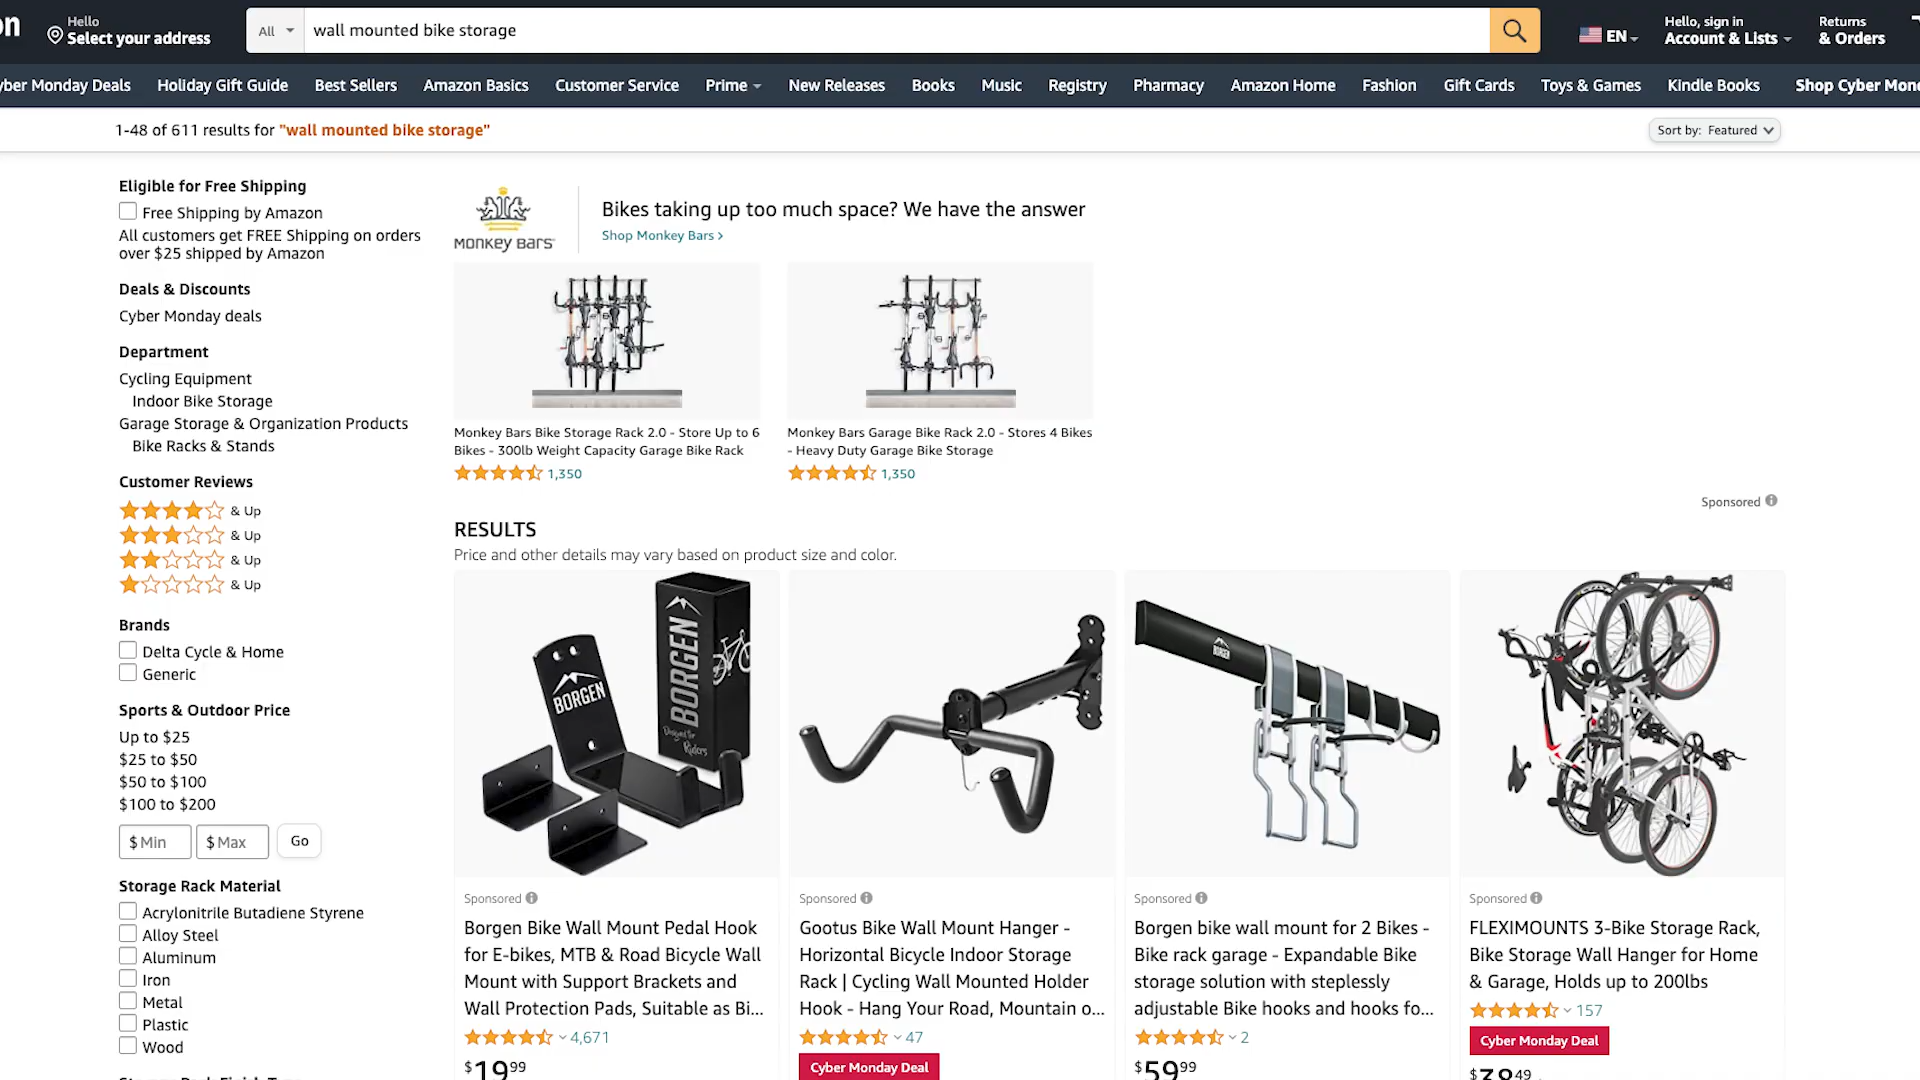 on
Hello
Select your address
All
wall mounted bike storage
EN
Hello, sign in
Account & Lists
Returns
& Orders
yber Monday Deals
Holiday Gift Guide
Best Sellers
Amazon Basics
Customer Service
Prime
New Releases
Books
Music
Registry
Pharmacy
Amazon Home
Fashion
Gift Cards
Toys & Games
Kindle Books
Shop Cyber Mon
1-48 of 611 results for "wall mounted bike storage"
Sort by: Featured
Eligible for Free Shipping
Free Shipping by Amazon
All customers get FREE Shipping on orders
over $25 shipped by Amazon
Deals & Discounts
Cyber Monday deals
Department
Cycling Equipment
Indoor Bike Storage
Garage Storage & Organization Products
Bike Racks & Stands
Customer Reviews
& Up
& Up
& Up
& Up
Brands
Delta Cycle & Home
Generic
Sports & Outdoor Price
Up to $25
$25 to $50
$50 to $100
$100 to $200
$ Min
$ Max
Go
Storage Rack Material
Acrylonitrile Butadiene Styrene
Alloy Steel
Aluminum
Iron
Metal
Plastic
Wood
MONKEY BARS
Bikes taking up too much space? We have the answer
Shop Monkey Bars ›
Monkey Bars Bike Storage Rack 2.0 - Store Up to 6
Bikes - 300lb Weight Capacity Garage Bike Rack
1,350
Monkey Bars Garage Bike Rack 2.0 - Stores 4 Bikes
- Heavy Duty Garage Bike Storage
1,350
Sponsored
RESULTS
Price and other details may vary based on product size and color.
BORGEN
BORGEN
Designed for
Riders
Sponsored
Borgen Bike Wall Mount Pedal Hook
for E-bikes, MTB & Road Bicycle Wall
Mount with Support Brackets and
Wall Protection Pads, Suitable as Bi...
4,671
$19.99
Sponsored
Gootus Bike Wall Mount Hanger -
Horizontal Bicycle Indoor Storage
Rack | Cycling Wall Mounted Holder
Hook - Hang Your Road, Mountain o...
47
Cyber Monday Deal
BORGEN
Sponsored
Borgen bike wall mount for 2 Bikes -
Bike rack garage - Expandable Bike
storage solution with steplessly
adjustable Bike hooks and hooks fo...
2
$59.99
Sponsored
FLEXIMOUNTS 3-Bike Storage Rack,
Bike Storage Wall Hanger for Home
& Garage, Holds up to 200lbs
157
Cyber Monday Deal
$38.49